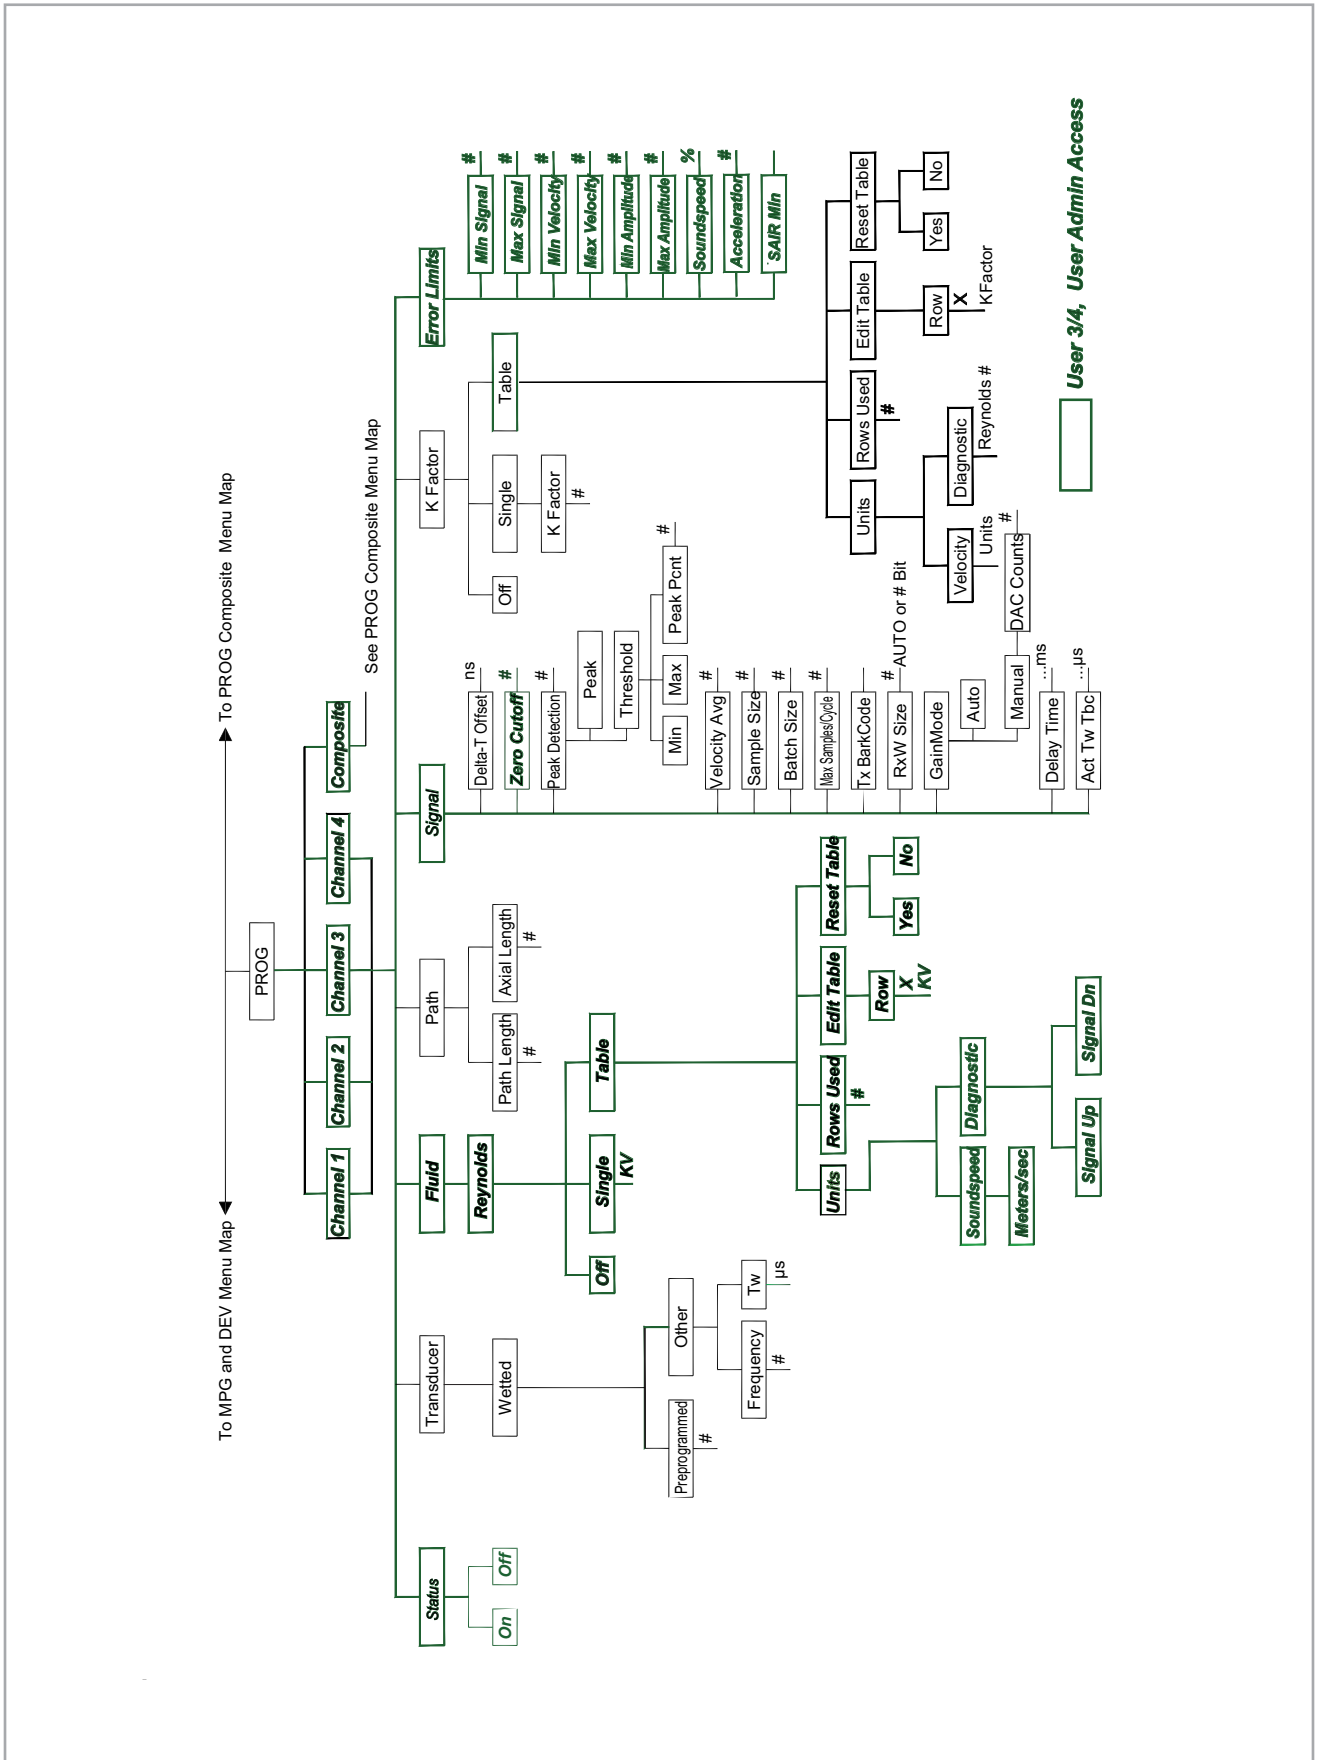 To MPG and DEV Menu Map
To PROG Composite Menu Map
PROG
Channel 1
Channel 2
Channel 3
Channel 4
Composite
See PROG Composite Menu Map
Status
On
Off
Transducer
Wetted
Preprogrammed
#
Other
Frequency
#
Tw
µs
Fluid
Reynolds
Off
Single
KV
Table
Units
Soundspeed
Meters/sec
Diagnostic
Signal Up
Signal Dn
Rows Used
#
Edit Table
Row
X
KV
Reset Table
Yes
No
Path
Path Length
#
Axial Length
#
Signal
Delta-T Offset
ns
Zero Cutoff
#
Peak Detection
#
Peak
Threshold
Min
Max
Peak Pcnt
#
Velocity Avg
#
Sample Size
#
Batch Size
#
Max Samples/Cycle
#
Tx BarkCode
RxW Size
#
AUTO or # Bit
GainMode
Auto
Manual
DAC Counts
#
Delay Time
...ms
Act Tw Tbc
...µs
K Factor
Off
Single
K Factor
#
Table
Units
Velocity
Units
Diagnostic
Reynolds #
Rows Used
#
Edit Table
Row
X
KFactor
Reset Table
Yes
No
Error Limits
Min Signal
#
Max Signal
#
Min Velocity
#
Max Velocity
#
Min Amplitude
#
Max Amplitude
#
Soundspeed
%
Acceleration
#
SAIR Min
User 3/4, User Admin Access